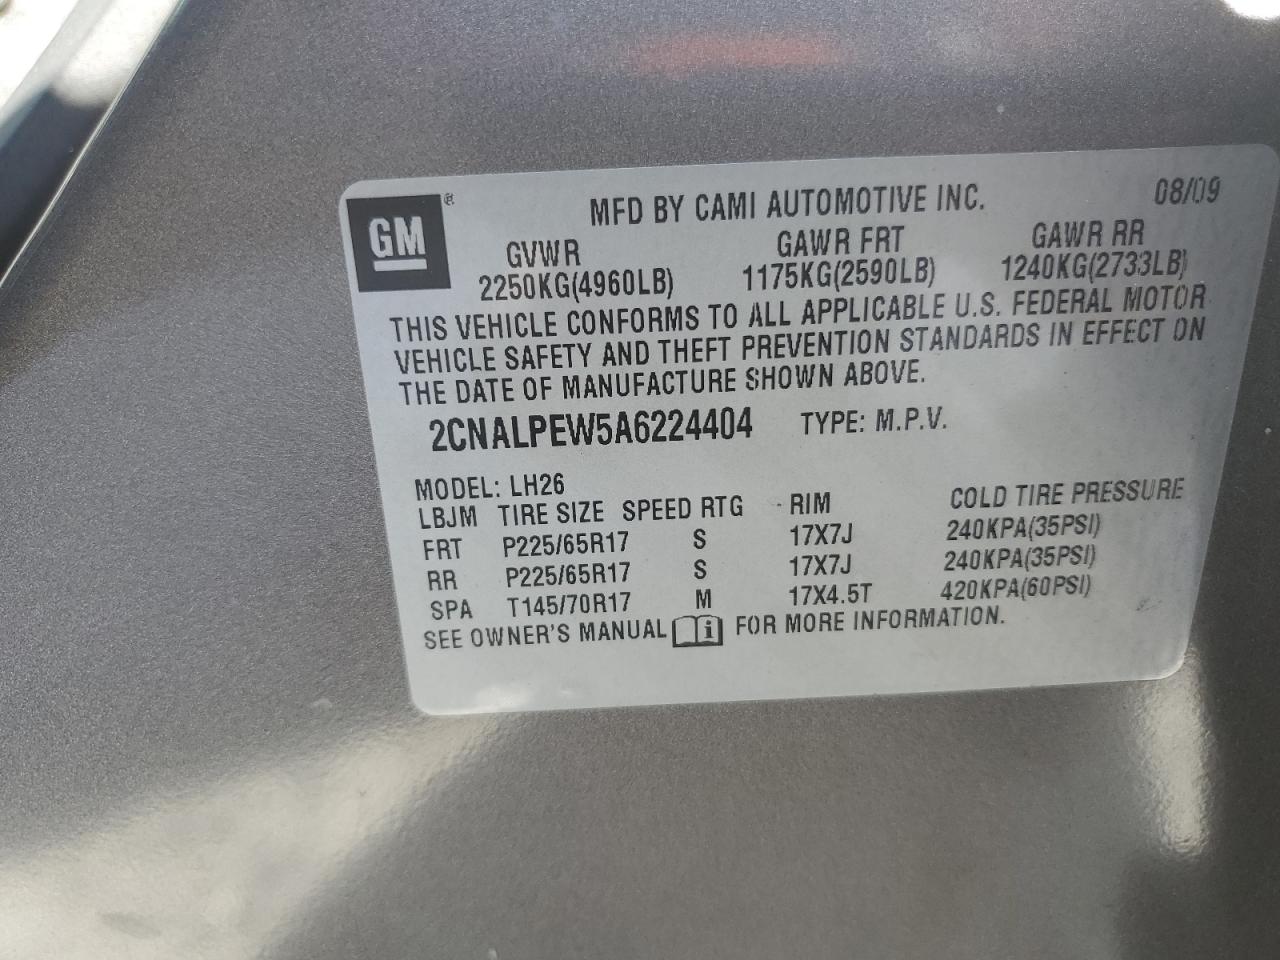 GM®
MFD BY CAMI AUTOMOTIVE INC. 08/09
GVWR GAWR FRT GAWR RR
2250KG(4960LB) 1175KG(2590LB) 1240KG(2733LB)
THIS VEHICLE CONFORMS TO ALL APPLICABLE U.S. FEDERAL MOTOR
VEHICLE SAFETY AND THEFT PREVENTION STANDARDS IN EFFECT ON
THE DATE OF MANUFACTURE SHOWN ABOVE.
2CNALPEW5A6224404 TYPE: M.P.V.
MODEL: LH26
LBJM TIRE SIZE SPEED RTG RIM COLD TIRE PRESSURE
FRT P225/65R17 S 17X7J 240KPA(35PSI)
RR P225/65R17 S 17X7J 240KPA(35PSI)
SPA T145/70R17 M 17X4.5T 420KPA(60PSI)
SEE OWNER'S MANUAL i FOR MORE INFORMATION.